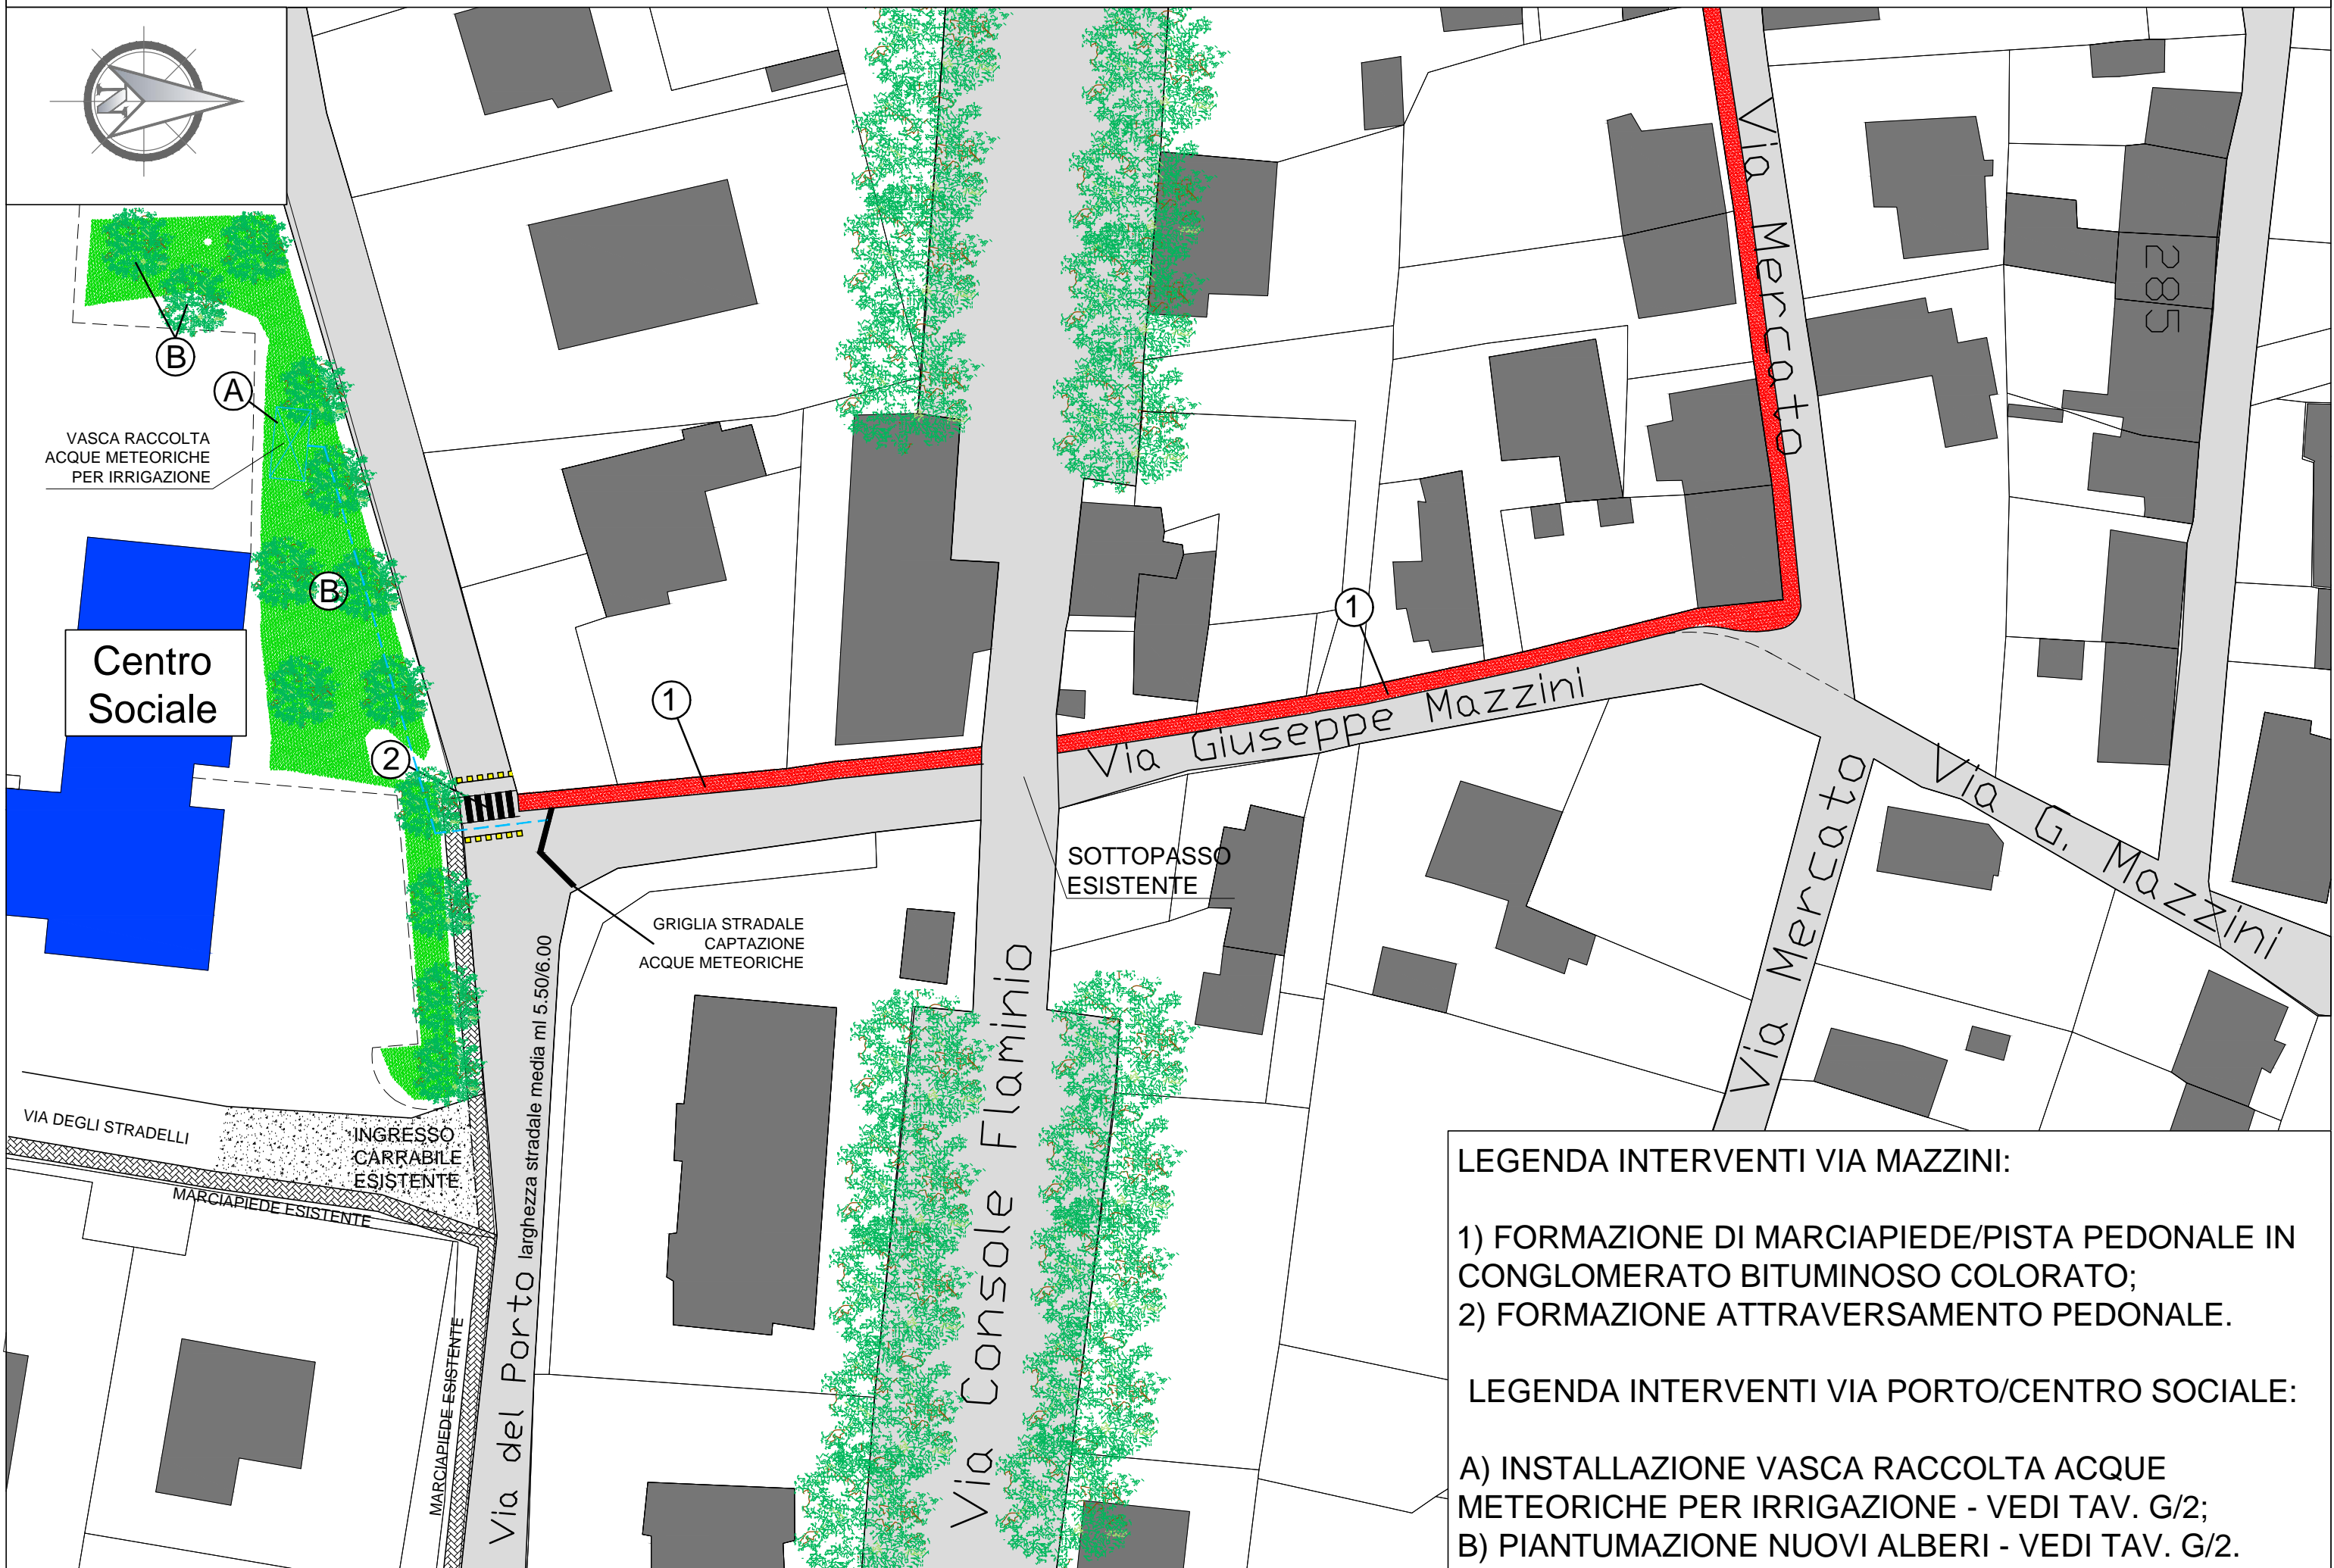 N
Via Mercato
285
B
A
VASCA RACCOLTA
ACQUE METEORICHE
PER IRRIGAZIONE
B
Centro
Sociale
1
1
2
Via Giuseppe Mazzini
Via G. Mazzini
Via Mercato
SOTTOPASSO
ESISTENTE
GRIGLIA STRADALE
CAPTAZIONE
ACQUE METEORICHE
VIA DEGLI STRADELLI
INGRESSO
CARRABILE
ESISTENTE
MARCIAPIEDE ESISTENTE
MARCIAPIEDE ESISTENTE
Via del Porto larghezza stradale media ml 5.50/6.00
Via Console Flaminio
LEGENDA INTERVENTI VIA MAZZINI:
1) FORMAZIONE DI MARCIAPIEDE/PISTA PEDONALE IN
CONGLOMERATO BITUMINOSO COLORATO;
2) FORMAZIONE ATTRAVERSAMENTO PEDONALE.
LEGENDA INTERVENTI VIA PORTO/CENTRO SOCIALE:
A) INSTALLAZIONE VASCA RACCOLTA ACQUE
METEORICHE PER IRRIGAZIONE - VEDI TAV. G/2;
B) PIANTUMAZIONE NUOVI ALBERI - VEDI TAV. G/2.